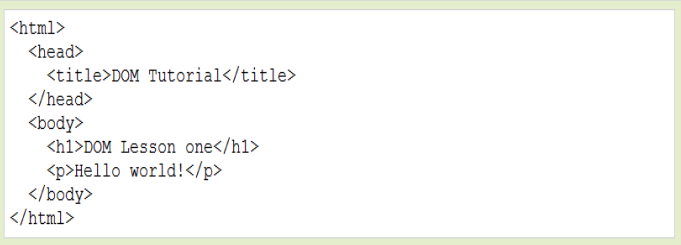 <html>
  <head>
    <title>DOM Tutorial</title>
  </head>
  <body>
    <h1>DOM Lesson one</h1>
    <p>Hello world!</p>
  </body>
</html>